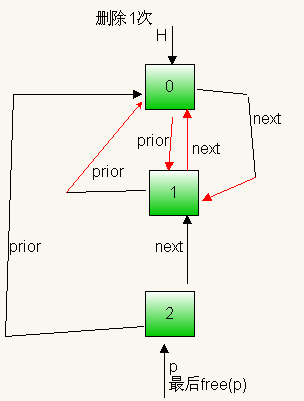 删除1次
H
0
next
prior
next
prior
1
prior
next
2
p
最后free(p)